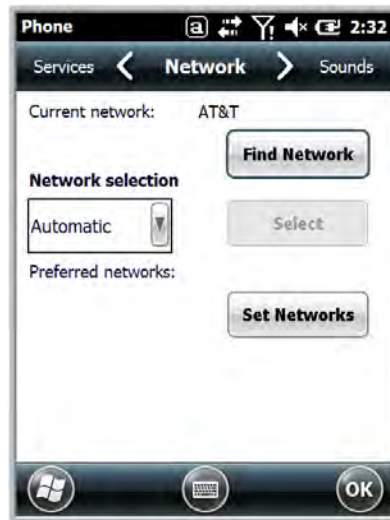 Phone a 2:32
Services Network Sounds
Current network: AT&T
Find Network
Network selection
Automatic
Select
Preferred networks:
Set Networks
OK